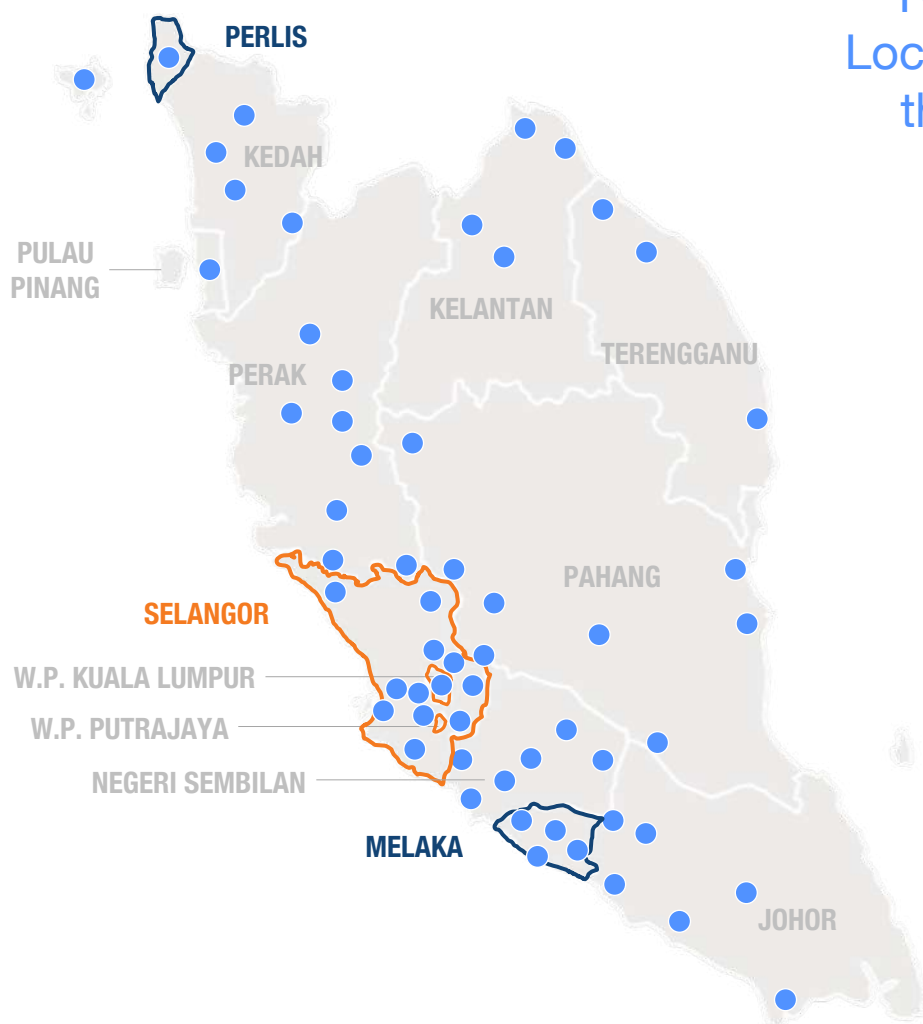 PERLIS
KEDAH
PULAU
PINANG
KELANTAN
TERENGGANU
PERAK
PAHANG
SELANGOR
W.P. KUALA LUMPUR
W.P. PUTRAJAYA
NEGERI SEMBILAN
MELAKA
JOHOR